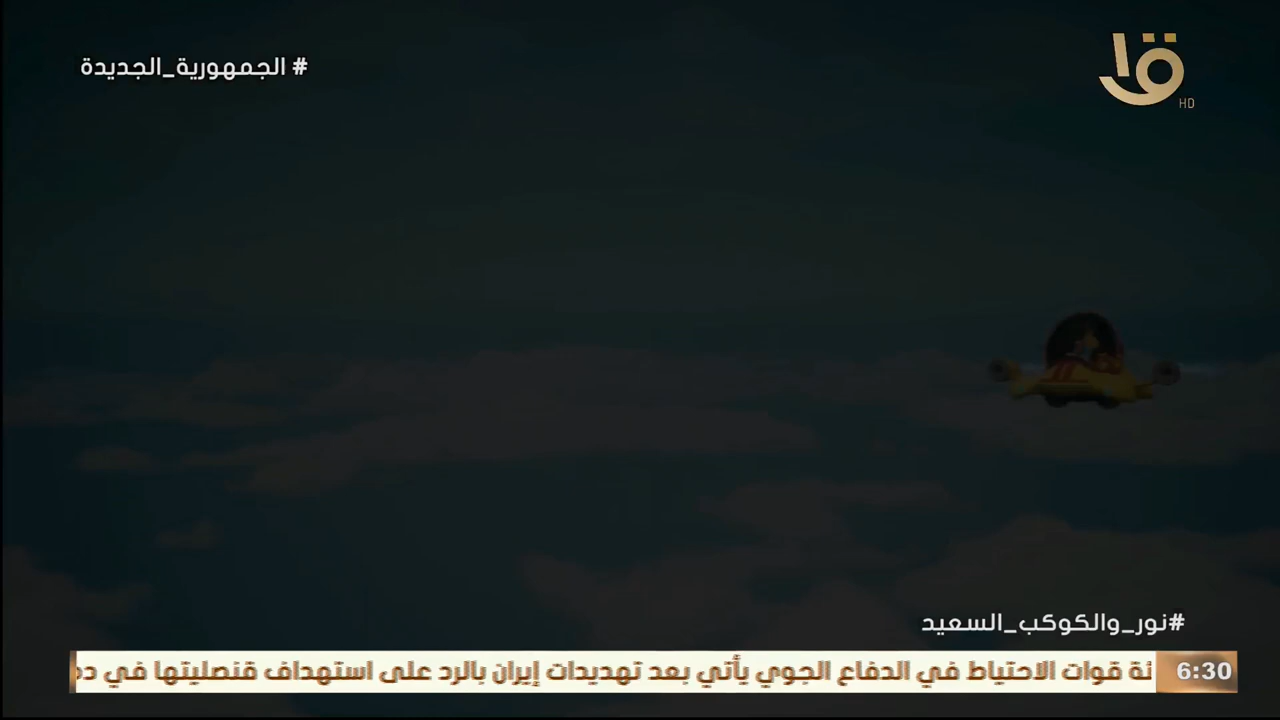 # الجمهورية_الجديدة
HD
#نور_والكوكب_السعيد
قوات الاحتياط في الدفاع الجوي يأتي بعد تهديدات إيران بالرد على استهداف قنصليتها في
6:30